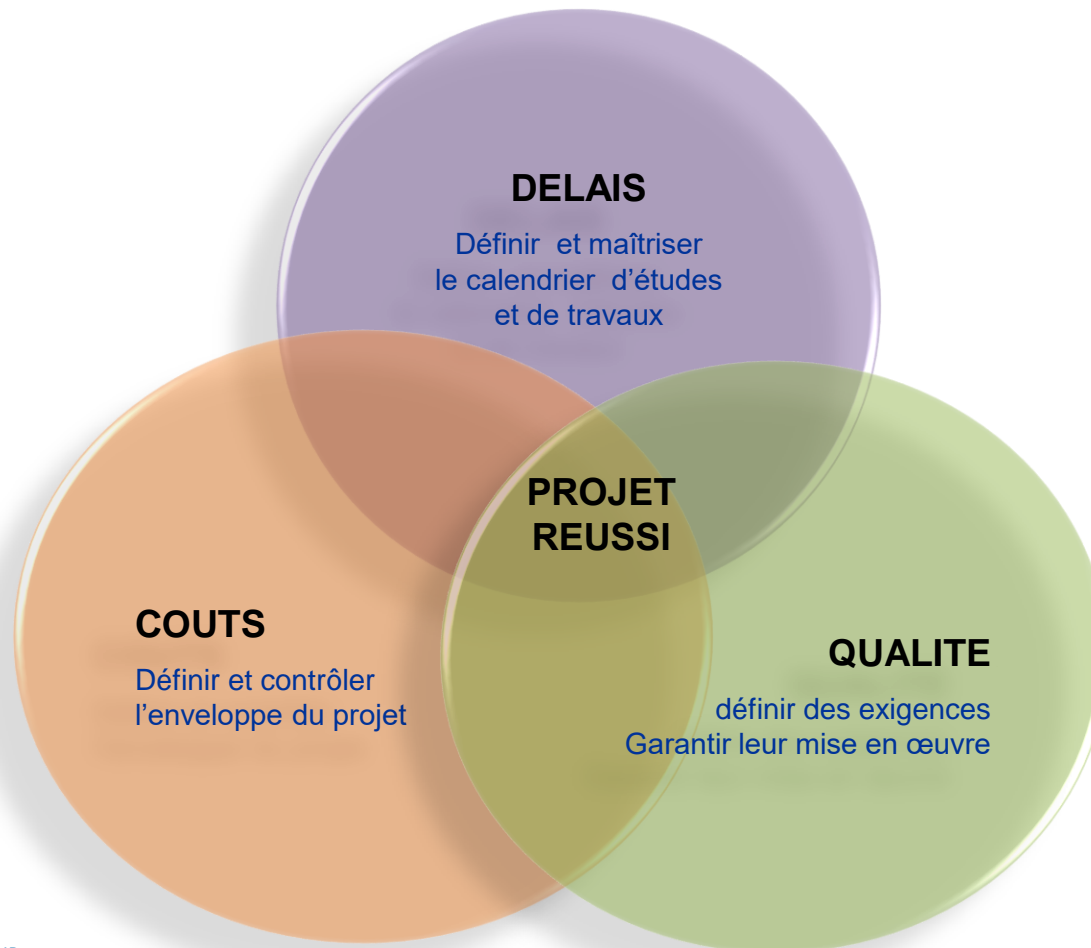 DELAIS
Définir et maîtriser
le calendrier d’études
et de travaux
PROJET
REUSSI
COUTS
Définir et contrôler
l’enveloppe du projet
QUALITE
définir des exigences
Garantir leur mise en œuvre